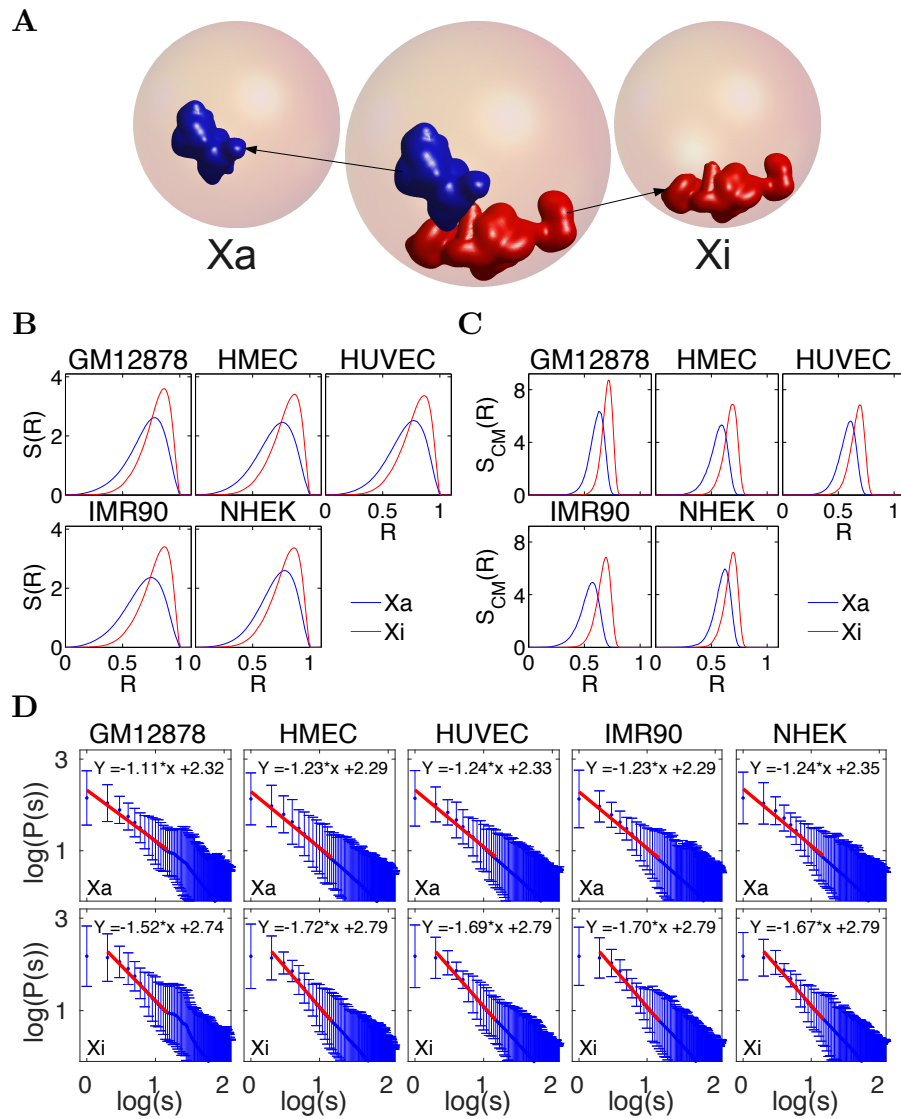 A
Xa
Xi
B
GM12878 HMEC HUVEC
4
2
0
S(R)
0 0.5 1
R
IMR90 NHEK
4
2
0
S(R)
0 0.5 1 0 0.5 1
R R
Xa
Xi
C
GM12878 HMEC HUVEC
8
4
0
S_CM(R)
0 0.5 1
R
IMR90 NHEK
8
4
0
S_CM(R)
0 0.5 1 0 0.5 1
R R
Xa
Xi
D
GM12878 HMEC HUVEC IMR90 NHEK
3
1
log(P(s))
Y =-1.11*x +2.32 Y =-1.23*x +2.29 Y =-1.24*x +2.33 Y =-1.23*x +2.29 Y =-1.24*x +2.35
Xa Xa Xa Xa Xa
3
1
log(P(s))
Y =-1.52*x +2.74 Y =-1.72*x +2.79 Y =-1.69*x +2.79 Y =-1.70*x +2.79 Y =-1.67*x +2.79
Xi Xi Xi Xi Xi
0 1 2 0 1 2 0 1 2 0 1 2 0 1 2
log(s) log(s) log(s) log(s) log(s)